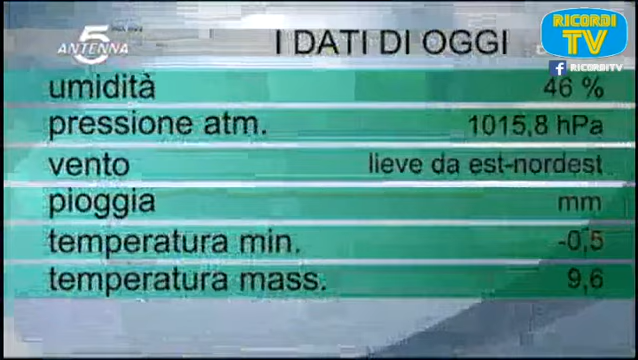 5
ANTENNA
I DATI DI OGGI
RICORDI
TV
f RICORDITV
umidità 46 %
pressione atm. 1015,8 hPa
vento lieve da est-nordest
pioggia mm
temperatura min. -0,5
temperatura mass. 9,6